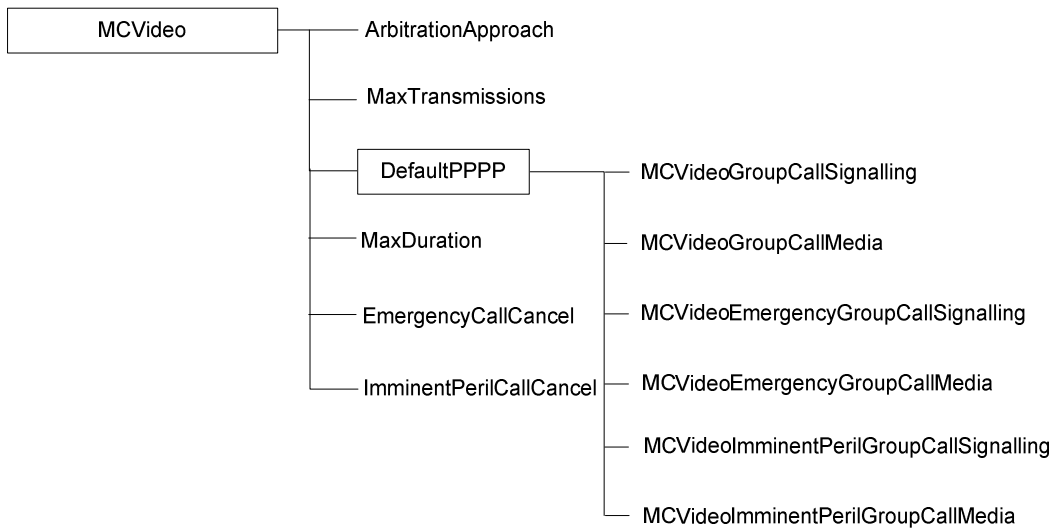 MCVideo
ArbitrationApproach
MaxTransmissions
DefaultPPPP
MaxDuration
EmergencyCallCancel
ImminentPerilCallCancel
MCVideoGroupCallSignalling
MCVideoGroupCallMedia
MCVideoEmergencyGroupCallSignalling
MCVideoEmergencyGroupCallMedia
MCVideoImminentPerilGroupCallSignalling
MCVideoImminentPerilGroupCallMedia